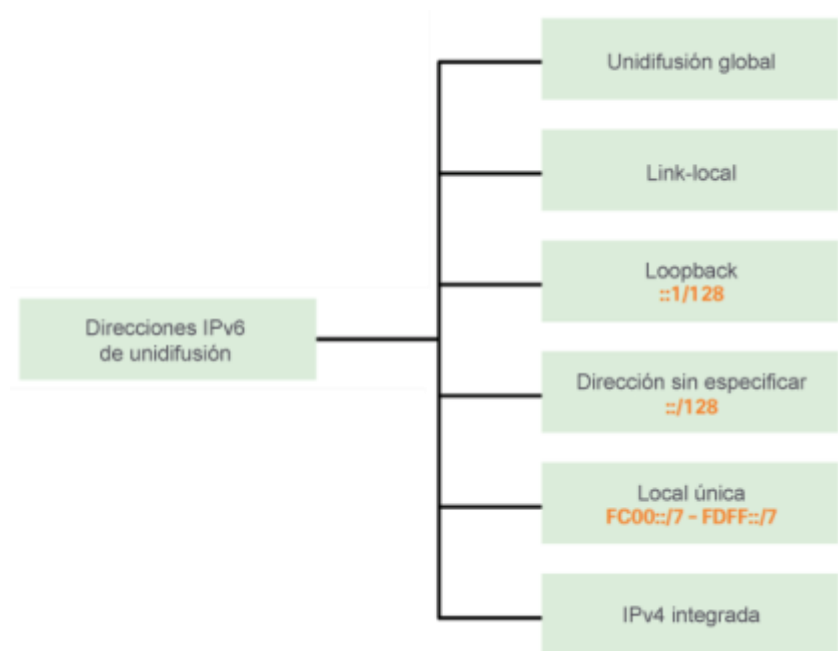 Unidifusión global
Link-local
Loopback
::1/128
Direcciones IPv6
de unidifusión
Dirección sin especificar
::/128
Local única
FC00::/7 – FDFF::/7
IPv4 integrada